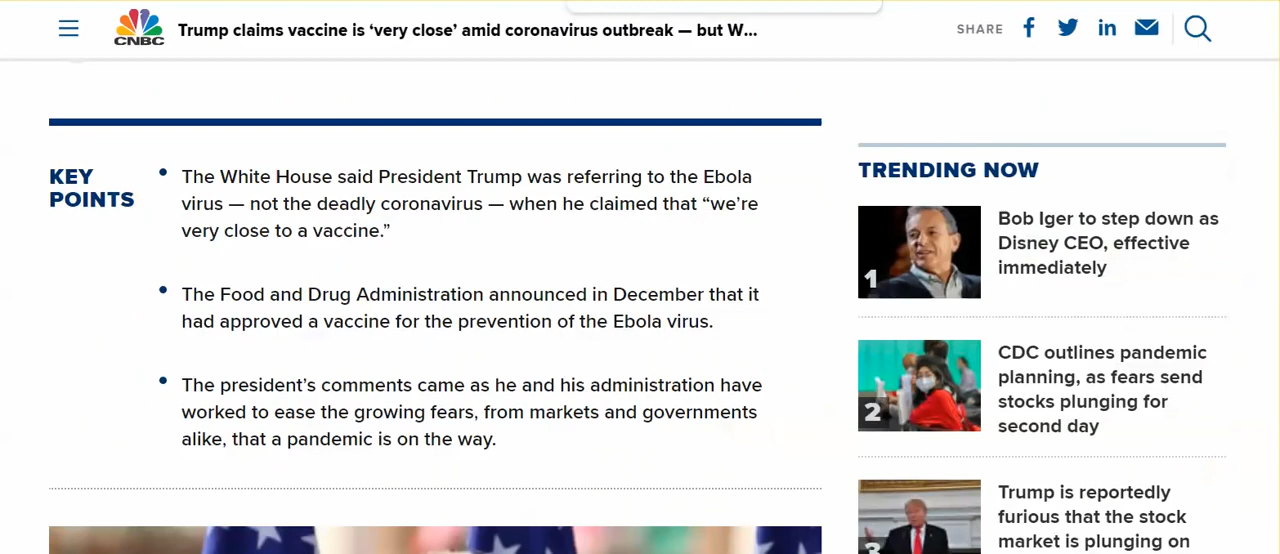 CNBC
Trump claims vaccine is ‘very close’ amid coronavirus outbreak — but W...
SHARE
KEY
POINTS
The White House said President Trump was referring to the Ebola
virus — not the deadly coronavirus — when he claimed that “we’re
very close to a vaccine.”
The Food and Drug Administration announced in December that it
had approved a vaccine for the prevention of the Ebola virus.
The president’s comments came as he and his administration have
worked to ease the growing fears, from markets and governments
alike, that a pandemic is on the way.
TRENDING NOW
1
Bob Iger to step down as
Disney CEO, effective
immediately
2
CDC outlines pandemic
planning, as fears send
stocks plunging for
second day
3
Trump is reportedly
furious that the stock
market is plunging on